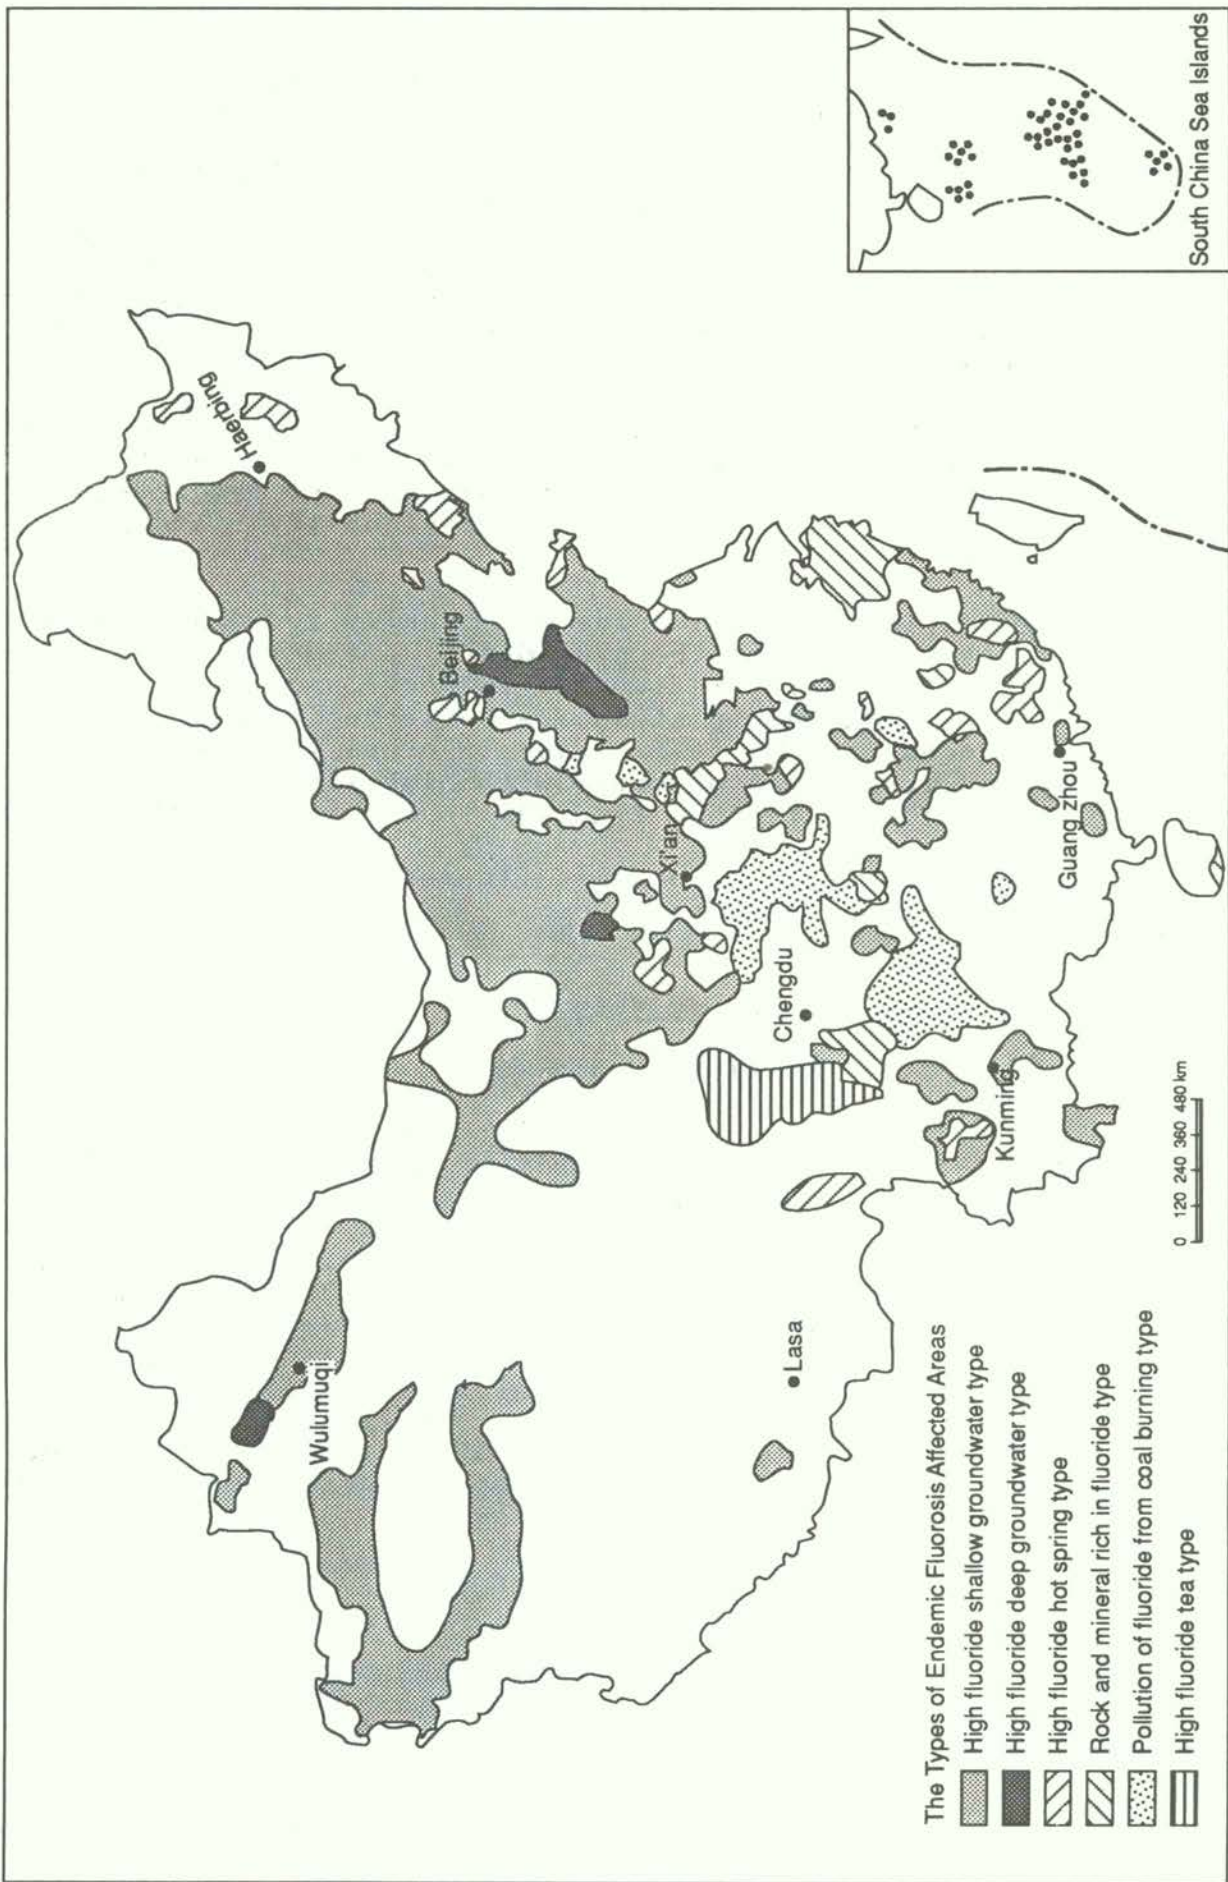 Haerbing
Beijing
Wulumuqi
Xi'an
Chengdu
Lasa
Kunming
Guang zhou
South China Sea Islands
The Types of Endemic Fluorosis Affected Areas
High fluoride shallow groundwater type
High fluoride deep groundwater type
High fluoride hot spring type
Rock and mineral rich in fluoride type
Pollution of fluoride from coal burning type
High fluoride tea type
0 120 240 360 480 km